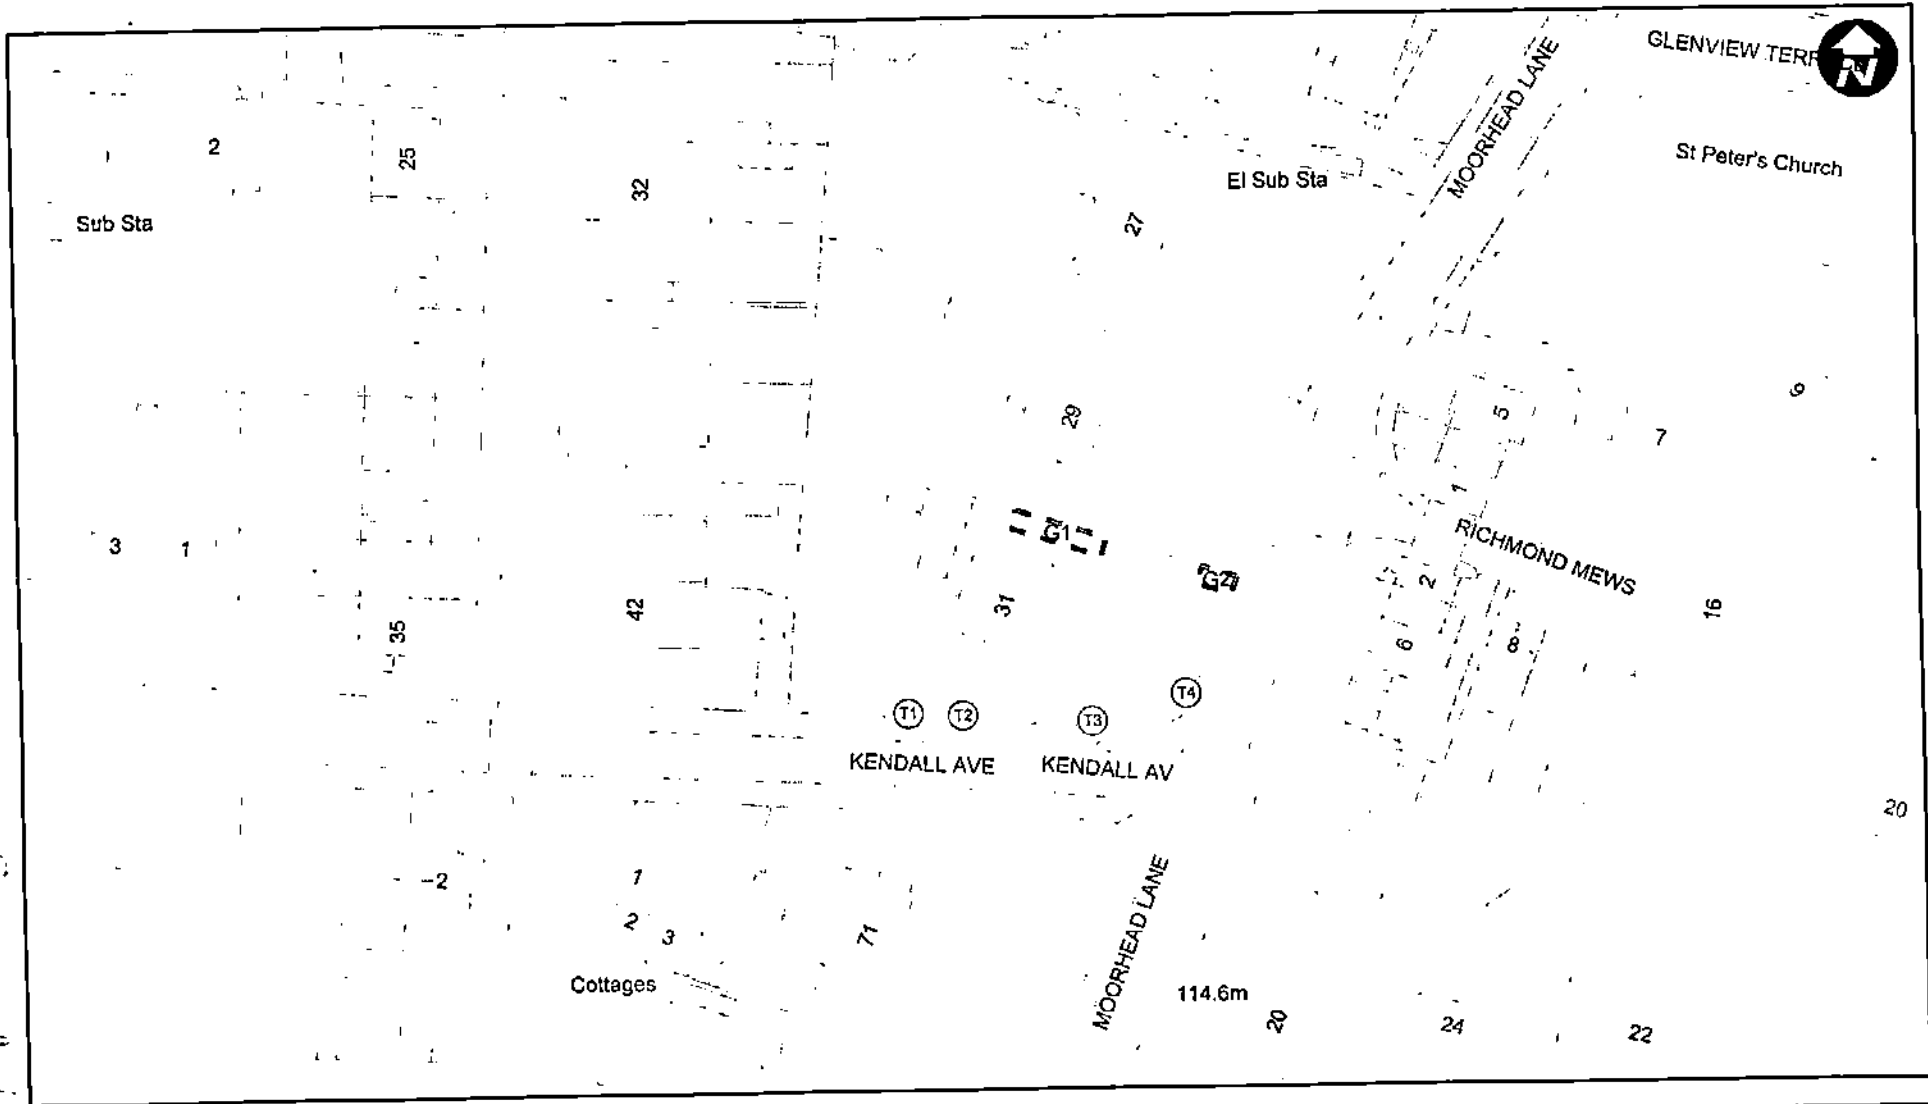 GLENVIEW TERR
N
MOORHEAD LANE
St Peter's Church
El Sub Sta
2
25
32
27
Sub Sta
9
29
5
7
1
G1
RICHMOND MEWS
3
1
G2
2
16
42
31
35
6
8
T4
T1
T2
T3
KENDALL AVE
KENDALL AV
20
2
1
2
3
71
MOORHEAD LANE
Cottages
114.6m
20
24
22